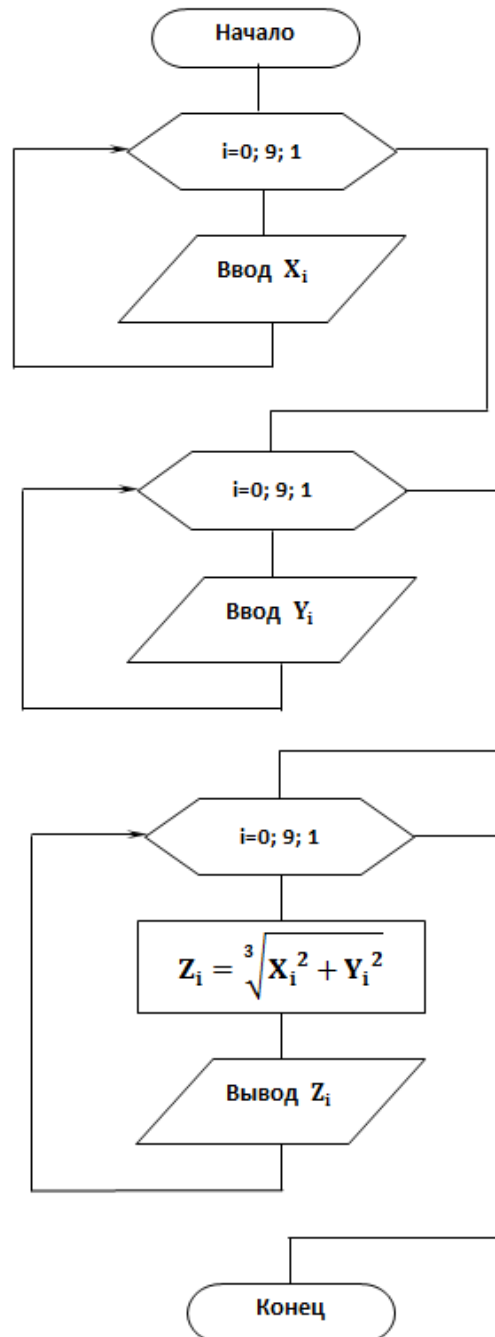 Начало
i=0; 9; 1
Ввод Xᵢ
i=0; 9; 1
Ввод Yᵢ
i=0; 9; 1
Zᵢ = ∛(Xᵢ² + Yᵢ²)
Вывод Zᵢ
Конец